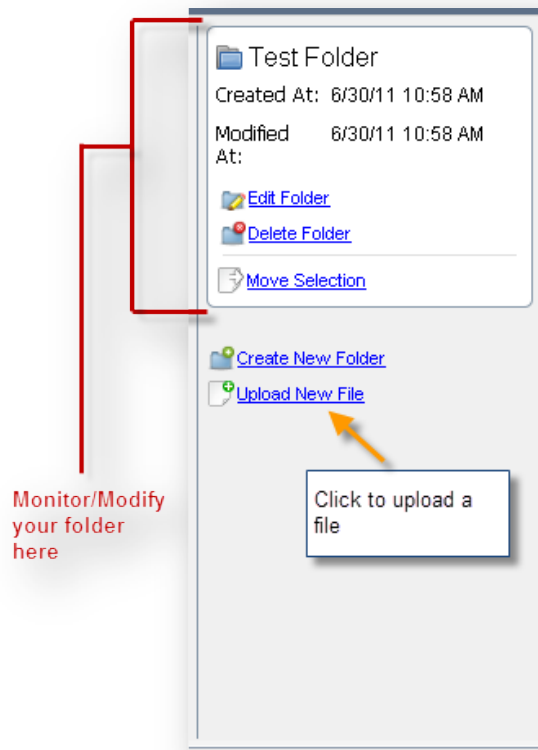 Test Folder
Created At: 6/30/11 10:58 AM
Modified 6/30/11 10:58 AM
At:
Edit Folder
Delete Folder
Move Selection
Create New Folder
Upload New File
Monitor/Modify
your folder
here
Click to upload a
file